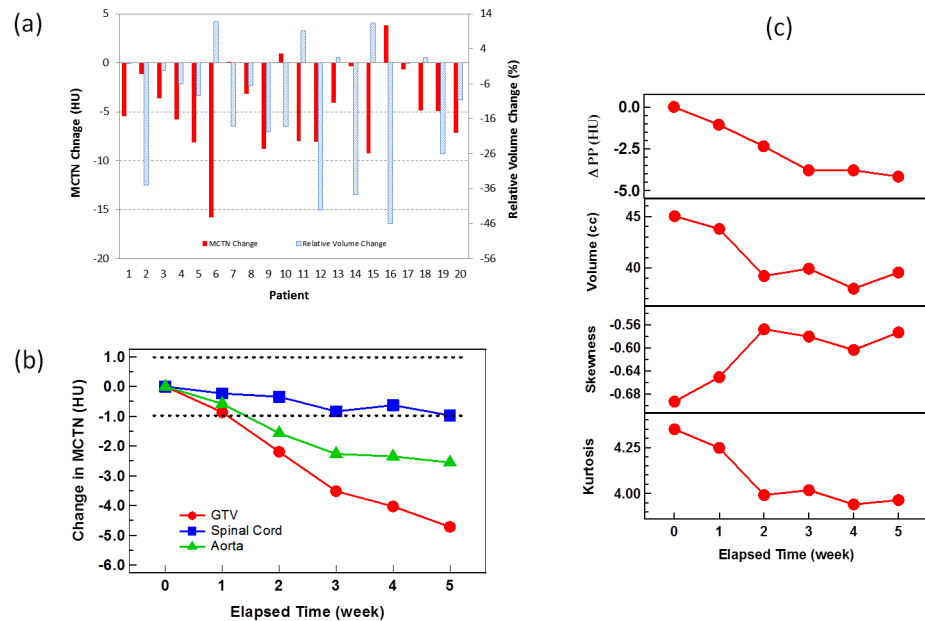 (a)
MCTN Chnage (HU)
5
0
-5
-10
-15
-20
14
4
-6
-16
-26
-36
-46
-56
Relative Volume Change (%)
MCTN Change
Relative Volume Change
1 2 3 4 5 6 7 8 9 10 11 12 13 14 15 16 17 18 19 20
Patient
(b)
Change in MCTN (HU)
1.0
0.0
-1.0
-2.0
-3.0
-4.0
-5.0
-6.0
GTV
Spinal Cord
Aorta
0 1 2 3 4 5
Elapsed Time (week)
(c)
Δ PP (HU)
0.0
-2.5
-5.0
Volume (cc)
45
40
Skewness
-0.56
-0.60
-0.64
-0.68
Kurtosis
4.25
4.00
0 1 2 3 4 5
Elapsed Time (week)